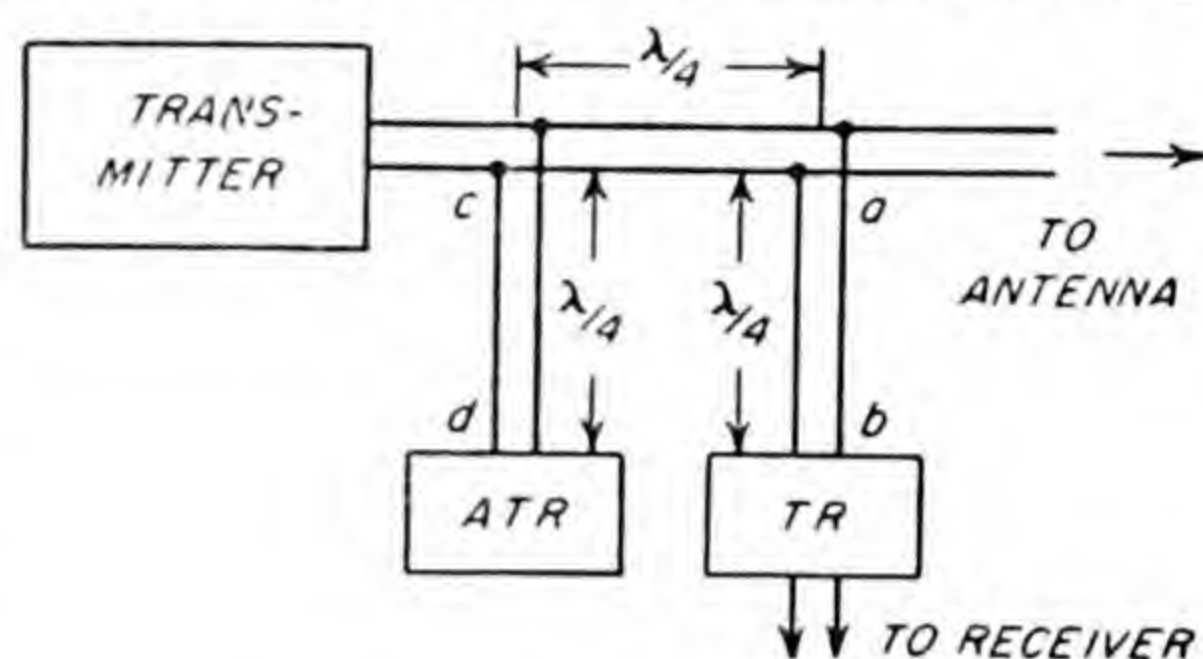 λ/4
TRANS-
MITTER
c
a
TO
ANTENNA
λ/4
λ/4
d
b
ATR
TR
TO RECEIVER